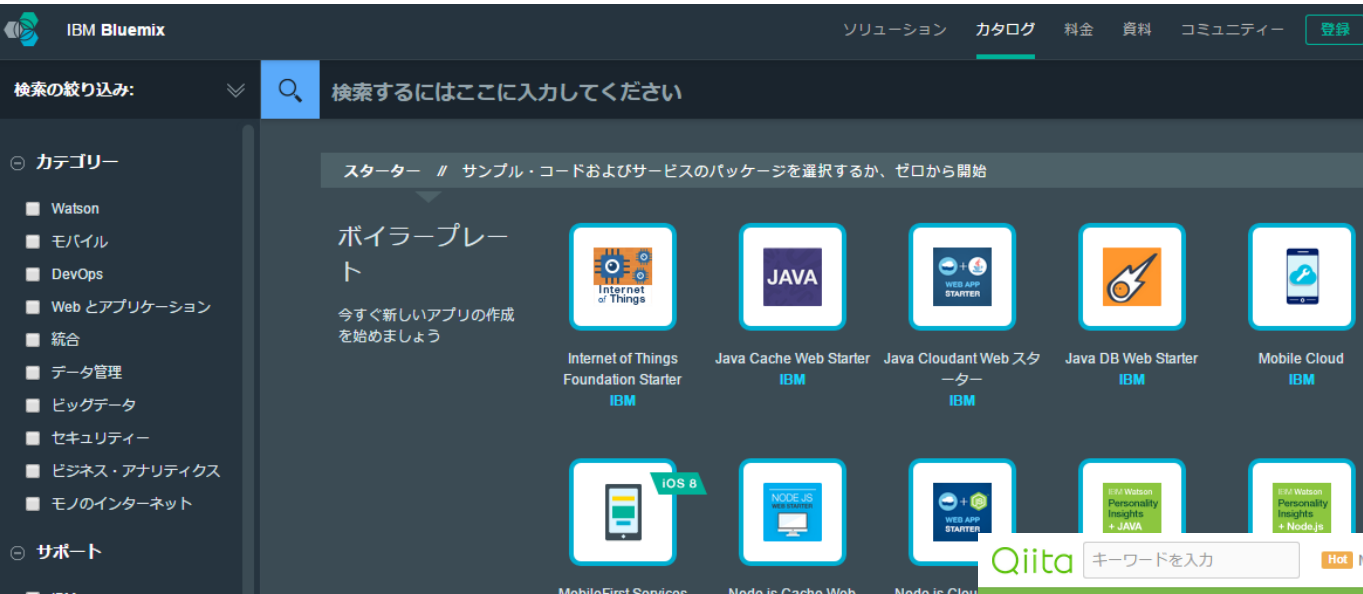 IBM Bluemix
ソリューション カタログ 料金 資料 コミュニティー 登録
検索の絞り込み:
検索するにはここに入力してください
カテゴリー
Watson
モバイル
DevOps
Web とアプリケーション
統合
データ管理
ビッグデータ
セキュリティー
ビジネス・アナリティクス
モノのインターネット
サポート
スターター // サンプル・コードおよびサービスのパッケージを選択するか、ゼロから開始
ボイラープレー
ト
今すぐ新しいアプリの作成
を始めましょう
Internet
of Things
Internet of Things
Foundation Starter
IBM
JAVA
Java Cache Web Starter
IBM
WEB APP
STARTER
Java Cloudant Web スタ
ーター
IBM
Java DB Web Starter
IBM
Mobile Cloud
IBM
iOS 8
MobileFirst Services
NODE JS
WEB STARTER
Node.js Cache Web
WEB APP
STARTER
Node.js Clou
IBM Watson
Personality
Insights
+ JAVA
IBM Watson
Personality
Insights
+ Node.js
Qiita キーワードを入力 Hot